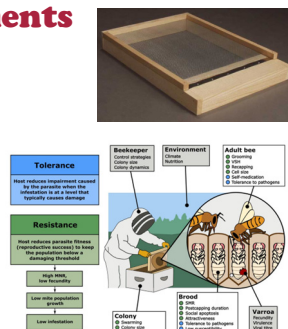 ents
Tolerance
Host reduces impairment caused
by the parasite when the
infestation is at a level that
typically causes damage
Resistance
Host reduces parasite fitness
(reproductive success) to keep
the population below a
damaging threshold
High MNR,
low fecundity
Low mite population
growth
Low infestation
Beekeeper
Control strategies
Colony size
Colony dynamics
Environment
Climate
Nutrition
Adult bee
Grooming
VSH
Recapping
Cell size
Self-medication
Tolerance to pathogens
Colony
Swarming
Colony size
Brood
SMR
Postcapping duration
Social apoptosis
Attractiveness
Tolerance to pathogens
Varroa
Fecundity
Virulence